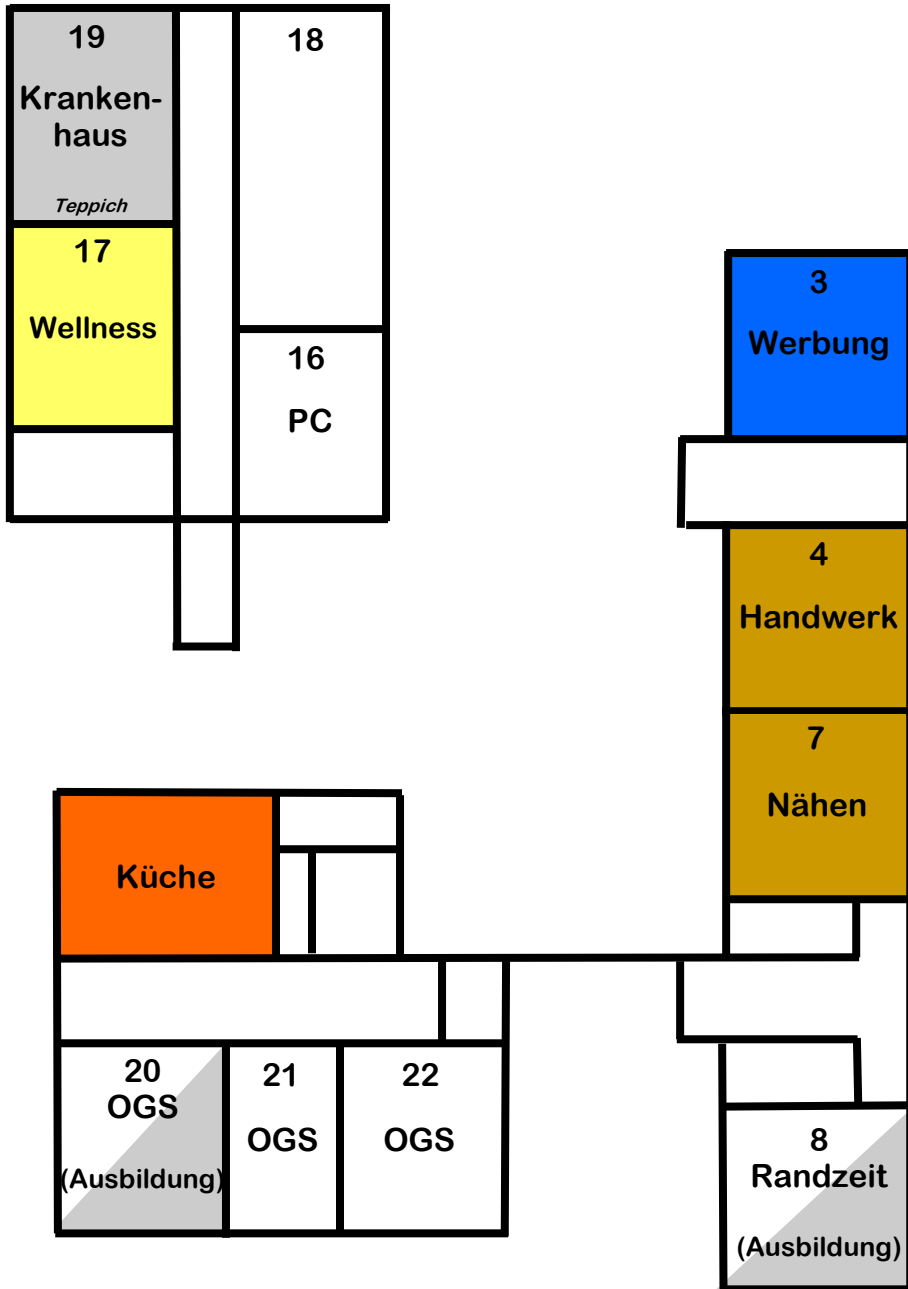 19
Kranken-
haus
Teppich
18
17
Wellness
16
PC
3
Werbung
4
Handwerk
7
Nähen
Küche
20
OGS
(Ausbildung)
21
OGS
22
OGS
8
Randzeit
(Ausbildung)